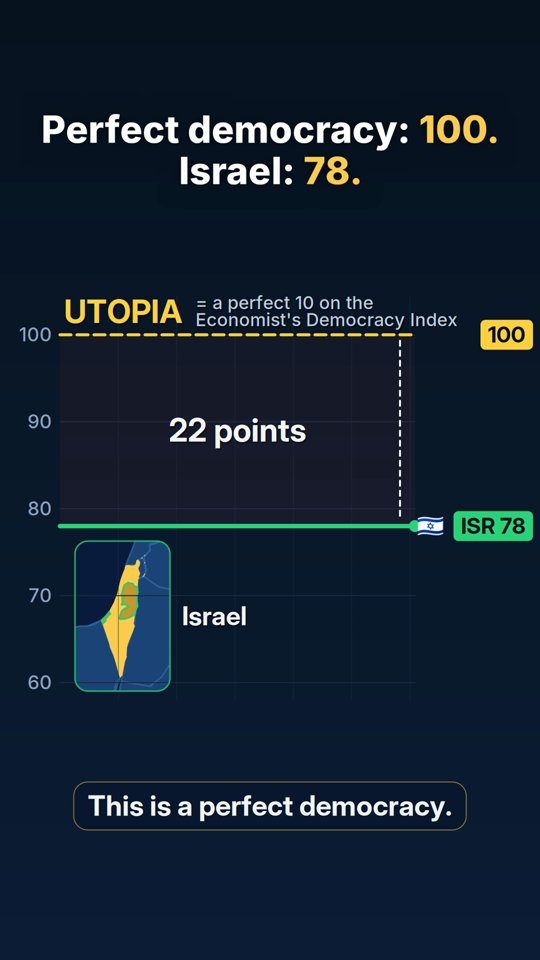 Perfect democracy: 100.
Israel: 78.
UTOPIA
= a perfect 10 on the
Economist's Democracy Index
100
100
90
22 points
80
ISR 78
70
Israel
60
This is a perfect democracy.